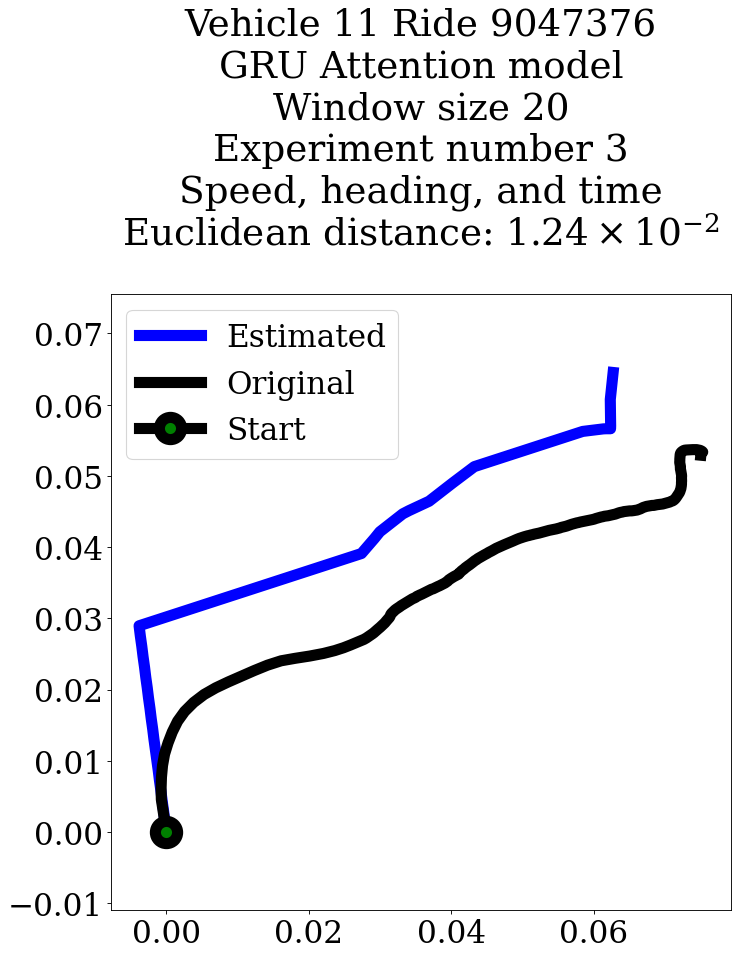 Vehicle 11 Ride 9047376
GRU Attention model
Window size 20
Experiment number 3
Speed, heading, and time
Euclidean distance: 1.24 × 10⁻²
Estimated
Original
Start
0.07
0.06
0.05
0.04
0.03
0.02
0.01
0.00
−0.01
0.00 0.02 0.04 0.06